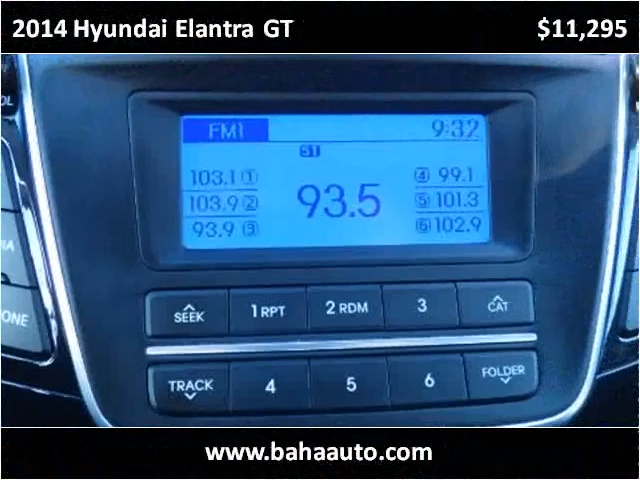 2014 Hyundai Elantra GT $11,295
FM1 9:32
ST
103.1 1 93.5 4 99.1
103.9 2 5 101.3
93.9 3 6 102.9
SEEK 1 RPT 2 RDM 3 CAT
TRACK 4 5 6 FOLDER
www.bahaauto.com